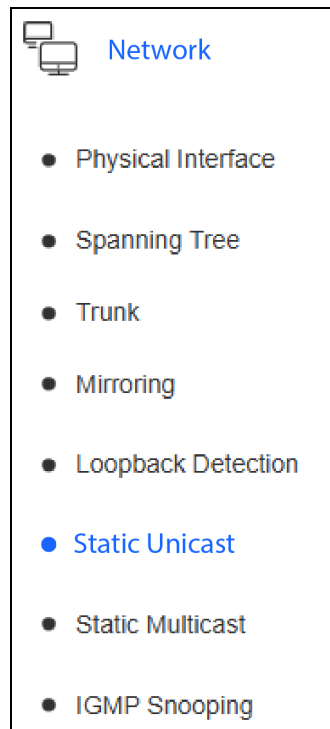 Network
Physical Interface
Spanning Tree
Trunk
Mirroring
Loopback Detection
Static Unicast
Static Multicast
IGMP Snooping